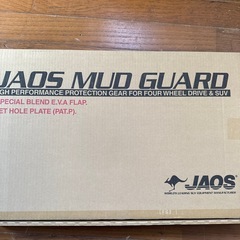 JAOS MUD GUARD
GH PERFORMANCE PROTECTION GEAR FOR FOUR WHEEL DRIVE & SUV
SPECIAL BLEND E.V.A FLAP.
ET HOLE PLATE (PAT.P).
JAOS